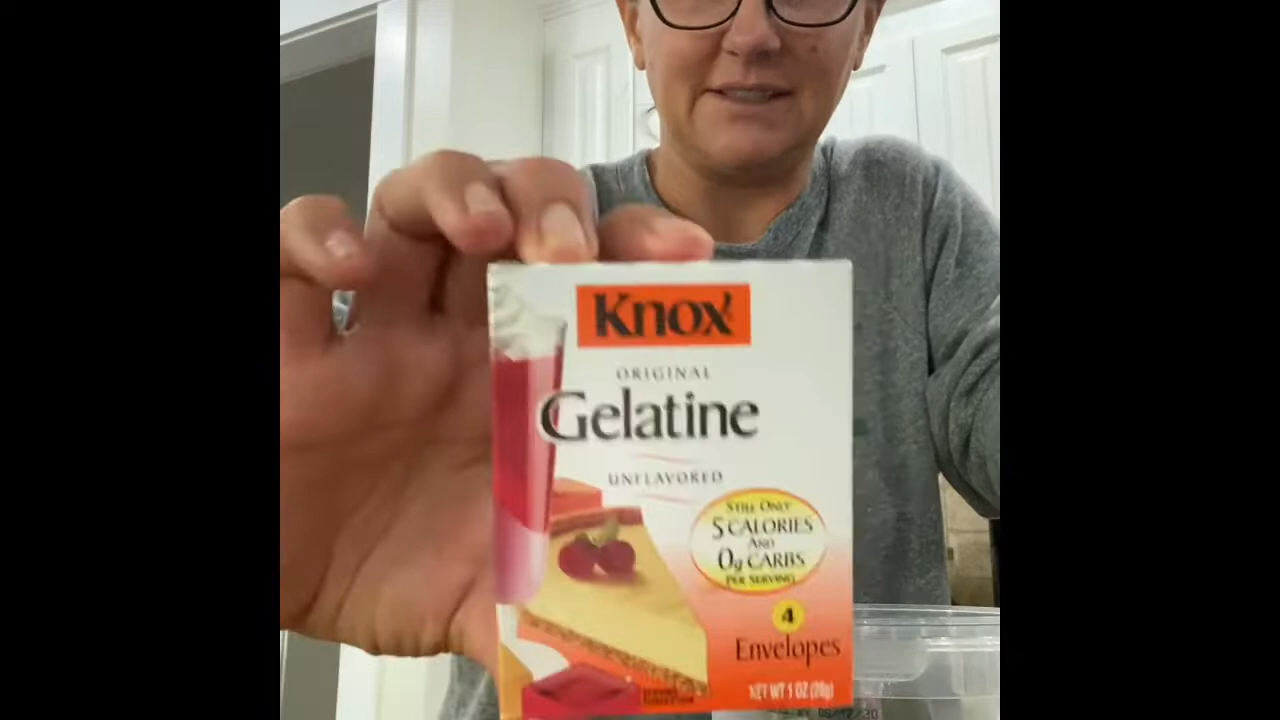 Knox
ORIGINAL
Gelatine
UNFLAVORED
STILL ONLY
5 CALORIES
AND
0g CARBS
PER SERVING
4
Envelopes
NET WT 1 OZ (28g)